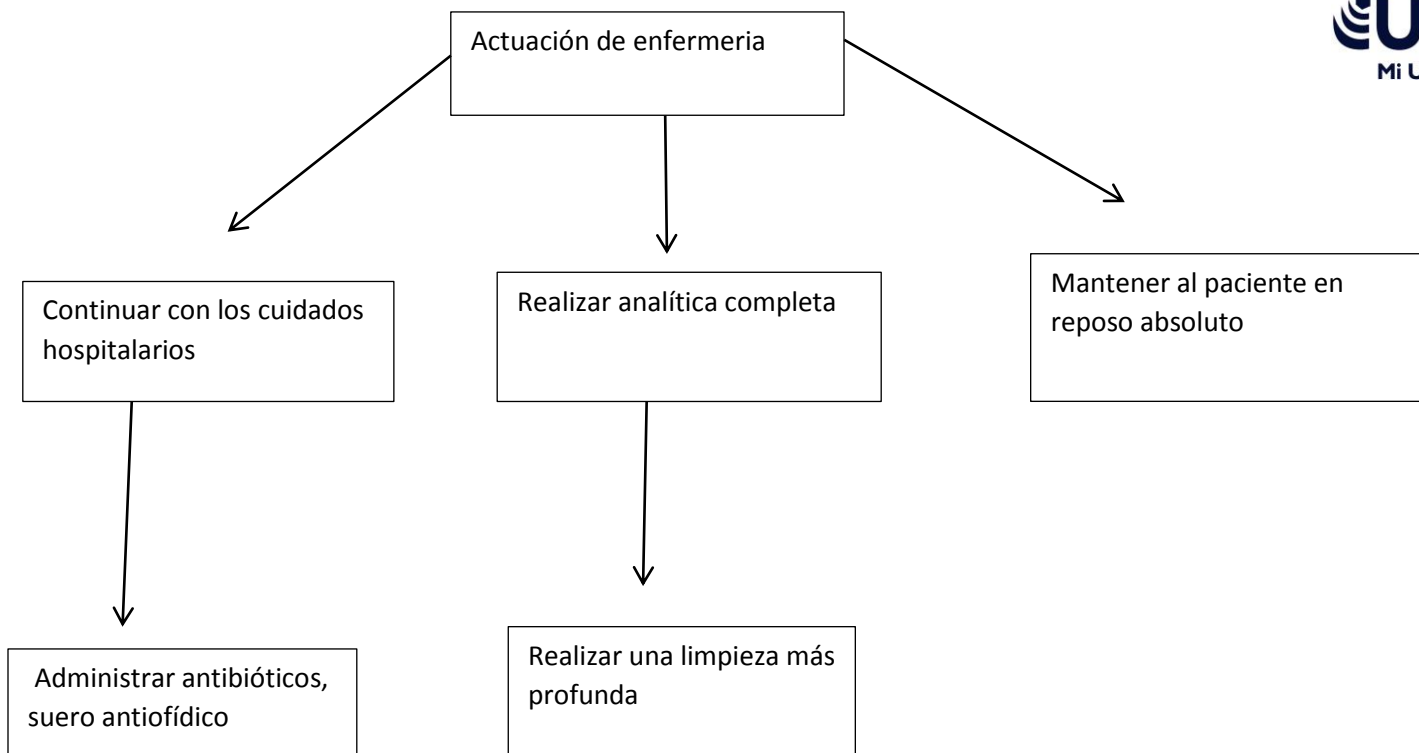 Actuación de enfermeria
Mi U
Continuar con los cuidados
hospitalarios
Realizar analítica completa
Mantener al paciente en
reposo absoluto
Administrar antibióticos,
suero antiofídico
Realizar una limpieza más
profunda